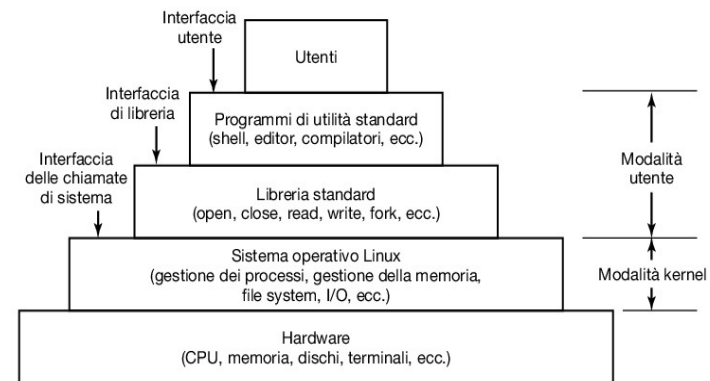 Interfaccia
utente
Utenti
Interfaccia
di libreria
Programmi di utilità standard
(shell, editor, compilatori, ecc.)
Interfaccia
delle chiamate
di sistema
Libreria standard
(open, close, read, write, fork, ecc.)
Modalità
utente
Sistema operativo Linux
(gestione dei processi, gestione della memoria,
file system, I/O, ecc.)
Modalità kernel
Hardware
(CPU, memoria, dischi, terminali, ecc.)